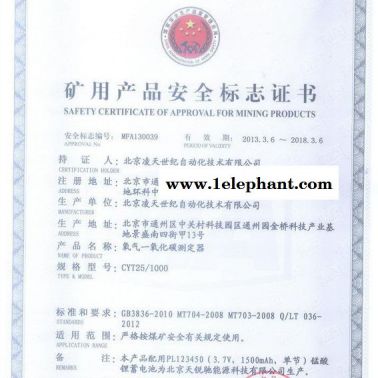 矿用产品安全标志证书
SAFETY CERTIFICATE OF APPROVAL FOR MINING PRODUCTS
安全标志编号: MFA130039 有 效 期: 2013.3.6 ~ 2018.3.6
APPROVAL No PERIOD OF VALIDITY
持 证 人: 北京凌天世纪自动化技术有限公司
CERTIFICATION HOLDER
注 册 地 址: 北京市通
ADDRESS 地环科中
www.1elephant.com
生 产 单 位: 北京凌天世纪自动化技术有限公司
MANUFACTURER
生 产 地 址: 北京市通州区中关村科技园区通州园金桥科技产业基
ADDRESS 地景盛南四街甲13号
产 品 名 称: 氧气一氧化碳测定器
NAME OF PRODUCT
规 格 型 号: CYT25/1000
TYPE & MODEL
标准和要求: GB3836-2010 MT704-2008 MT703-2008 Q/LT 036-
STANDARDS 2012
适 用 范 围: 严格按煤矿安全有关规定使用。
备 注: 本产品配用PL123450 (3.7V, 1500mAh, 单节) 锰酸
锂蓄电池为北京天锐驰能源科技有限公司生产。